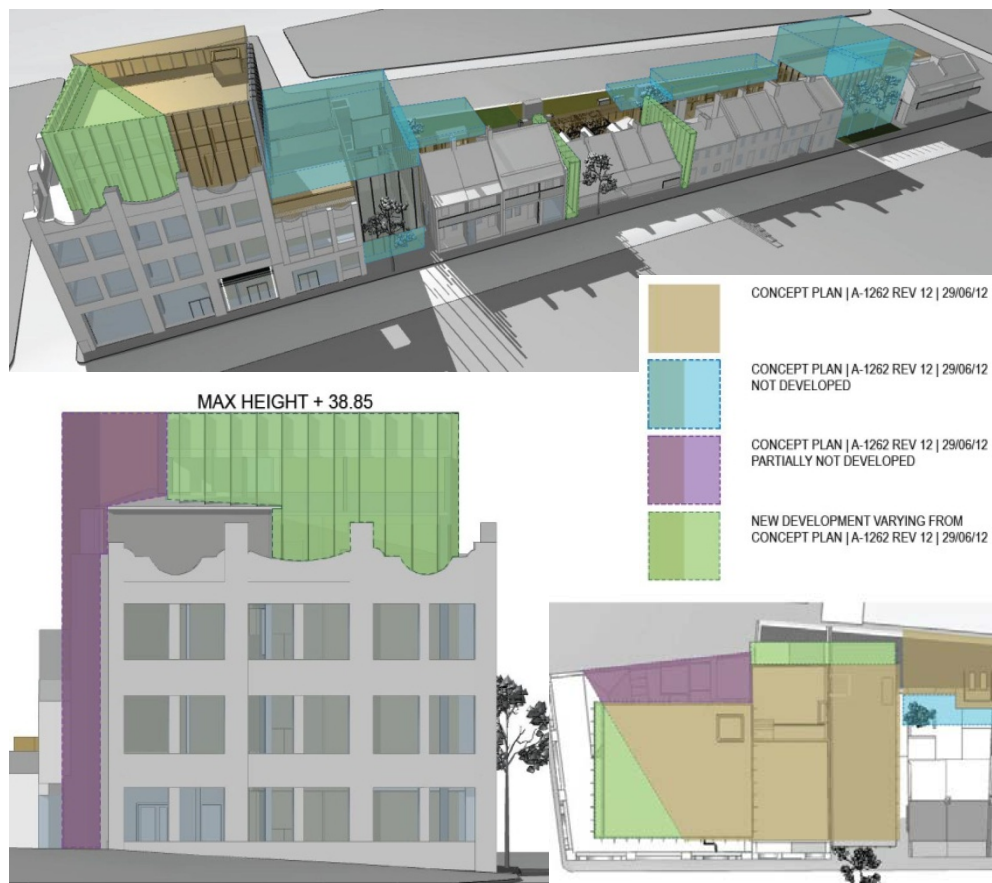 CONCEPT PLAN | A-1262 REV 12 | 29/06/12
CONCEPT PLAN | A-1262 REV 12 | 29/06/12
NOT DEVELOPED
CONCEPT PLAN | A-1262 REV 12 | 29/06/12
PARTIALLY NOT DEVELOPED
NEW DEVELOPMENT VARYING FROM
CONCEPT PLAN | A-1262 REV 12 | 29/06/12
MAX HEIGHT + 38.85